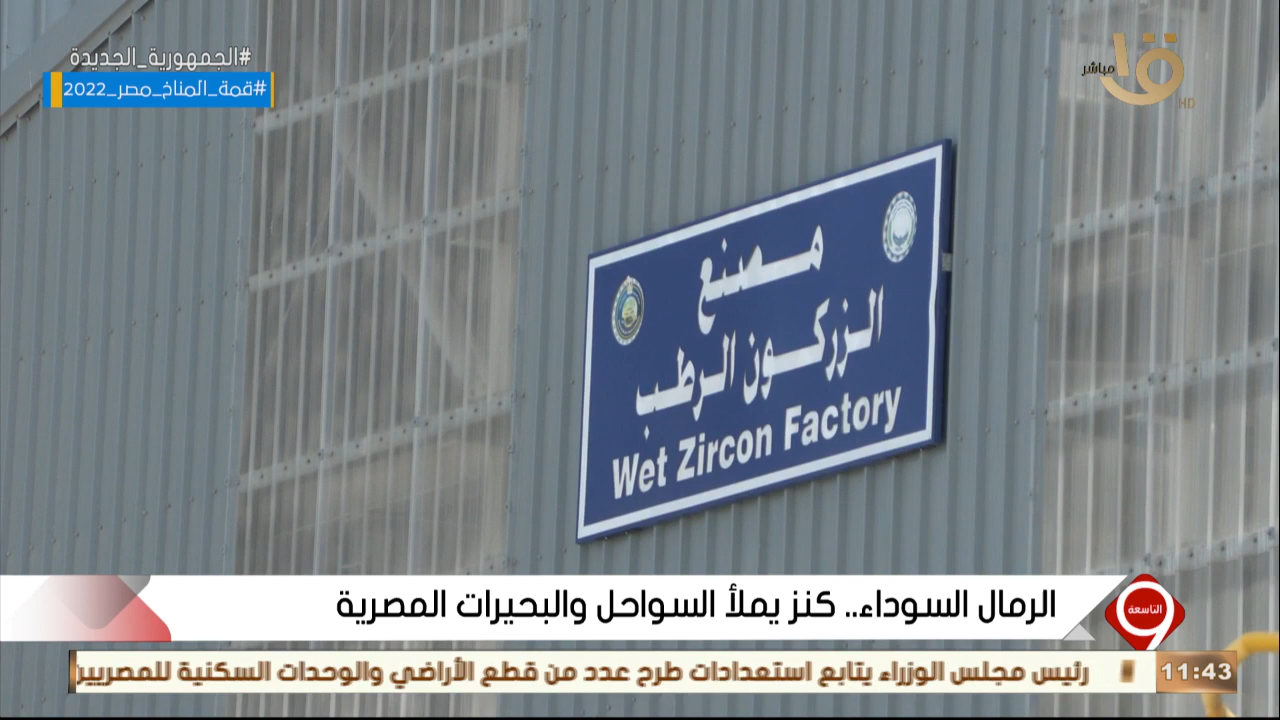 #الجمهورية_الجديدة
#قمة_المناخ_مصر_2022
مباشر
HD
مصنع
الزركون الرطب
Wet Zircon Factory
الرمال السوداء.. كنز يملأ السواحل والبحيرات المصرية
التاسعة
9
رئيس مجلس الوزراء يتابع استعدادات طرح عدد من قطع الأراضي والوحدات السكنية للمصريين
11:43